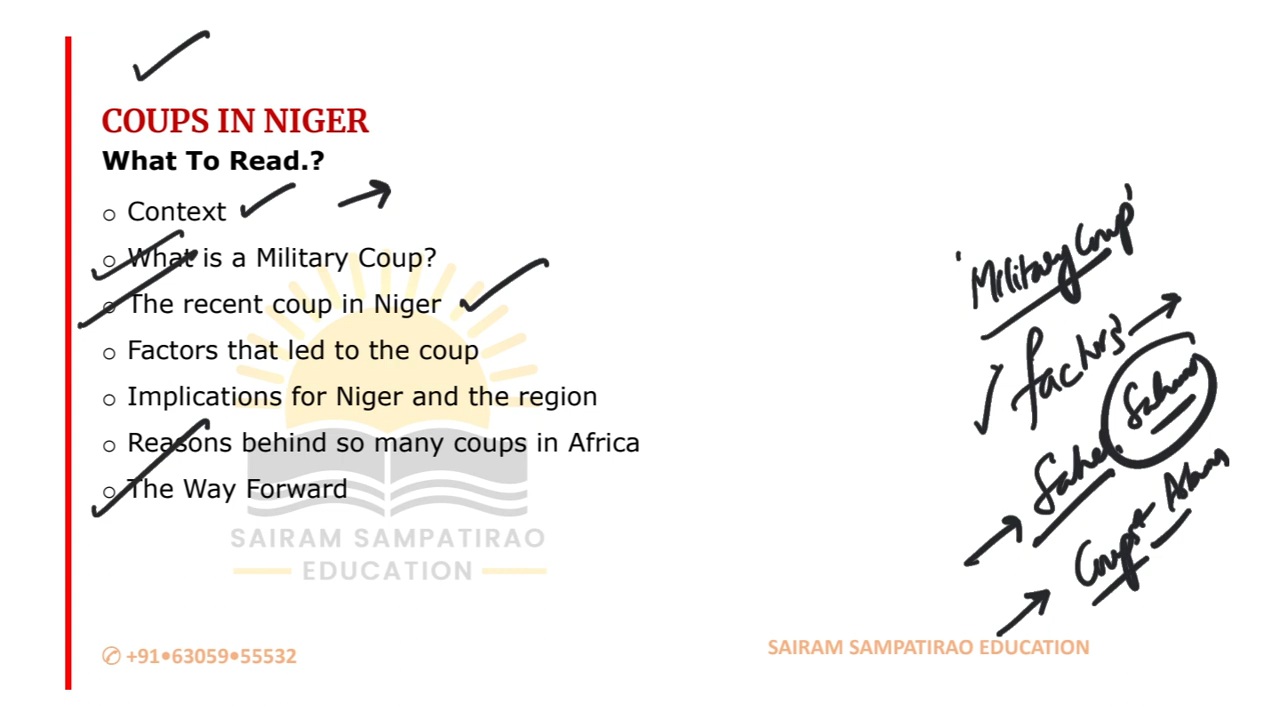 COUPS IN NIGER
What To Read.?
Context
What is a Military Coup?
The recent coup in Niger
Factors that led to the coup
Implications for Niger and the region
Reasons behind so many coups in Africa
The Way Forward
SAIRAM SAMPATIRAO
EDUCATION
✆ +91•63059•55532
SAIRAM SAMPATIRAO EDUCATION
'Military Coup'
factors'
Sahel
Coups